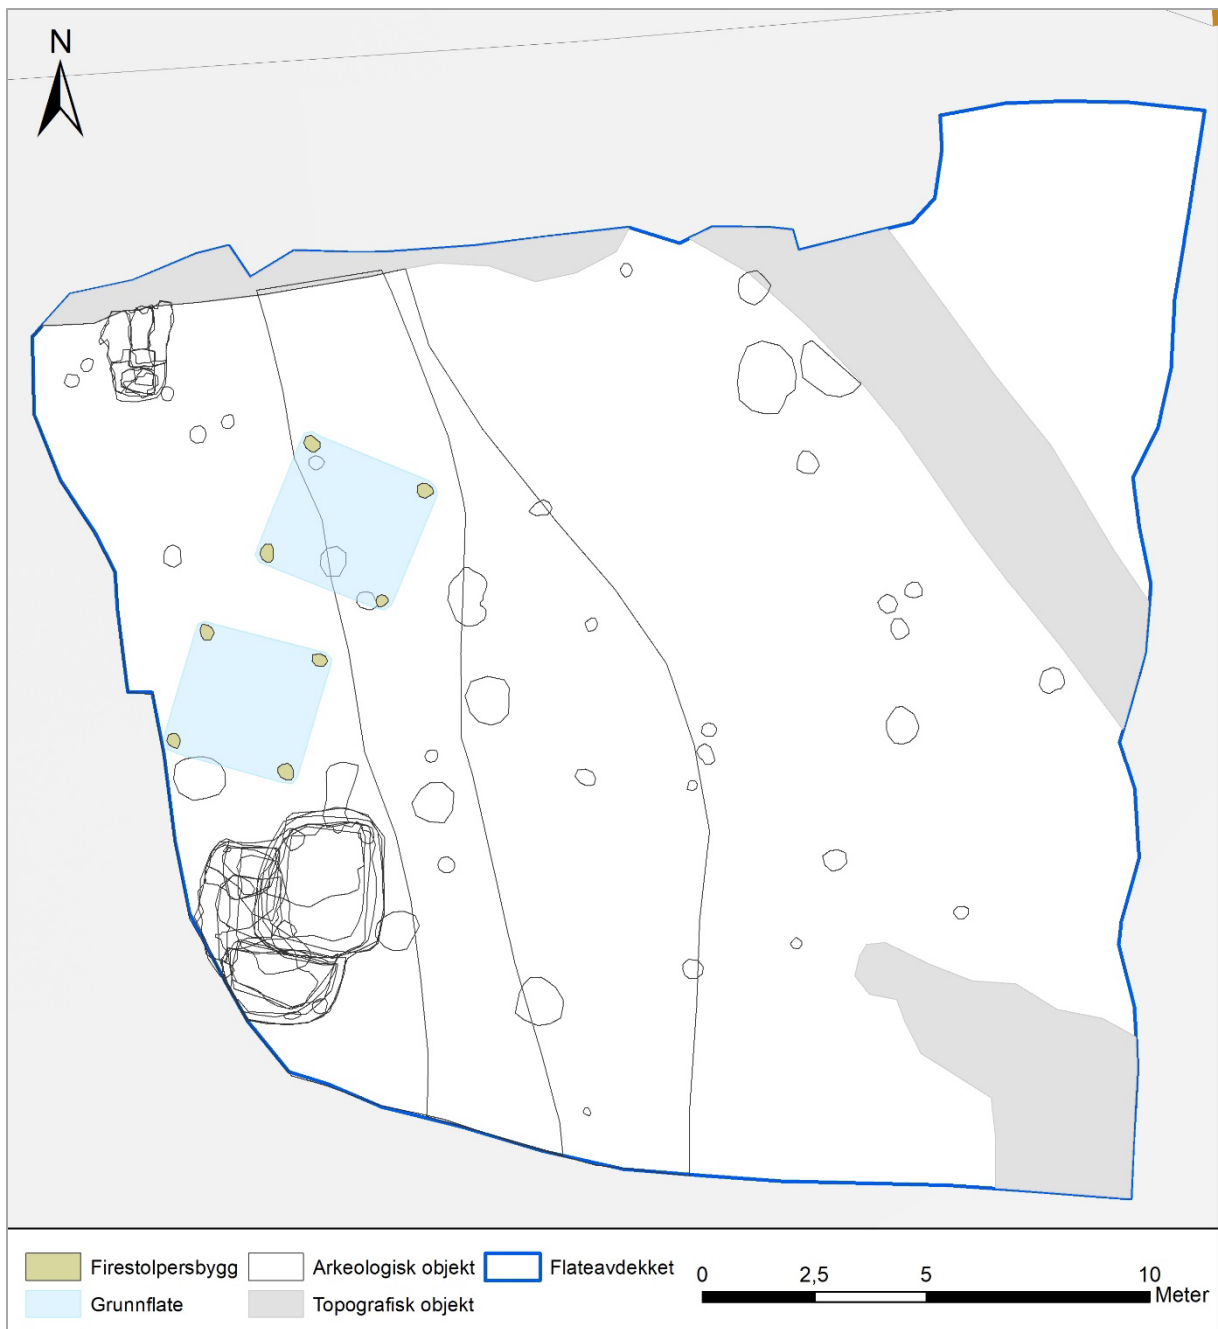 N
Firestolpersbygg Arkeologisk objekt Flateavdekket
Grunnflate Topografisk objekt
0 2,5 5 10
Meter